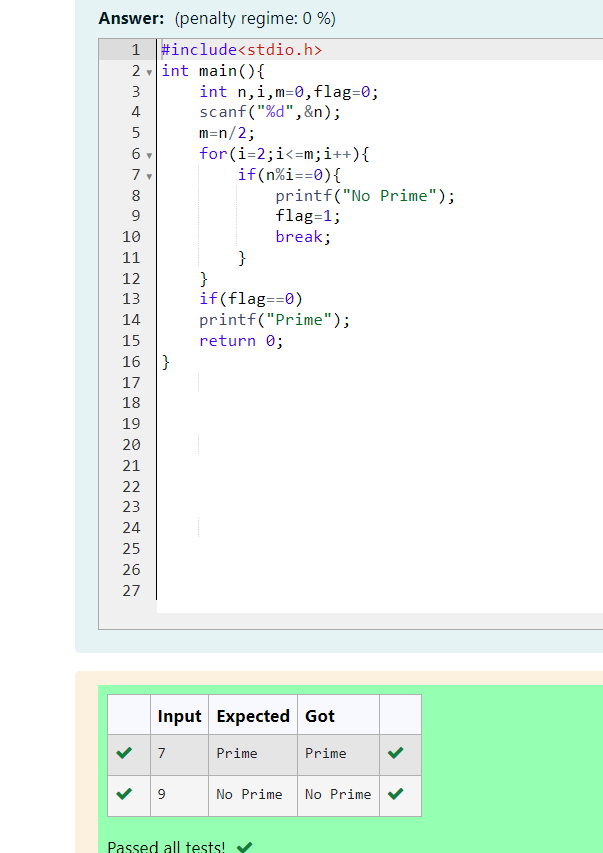 Answer: (penalty regime: 0 %)
1 #include<stdio.h>
2 int main(){
3     int n,i,m=0,flag=0;
4     scanf("%d",&n);
5     m=n/2;
6     for(i=2;i<=m;i++){
7         if(n%i==0){
8             printf("No Prime");
9             flag=1;
10             break;
11         }
12     }
13     if(flag==0)
14     printf("Prime");
15     return 0;
16 }
17
18
19
20
21
22
23
24
25
26
27
Input Expected Got
7 Prime Prime
9 No Prime No Prime
Passed all tests!